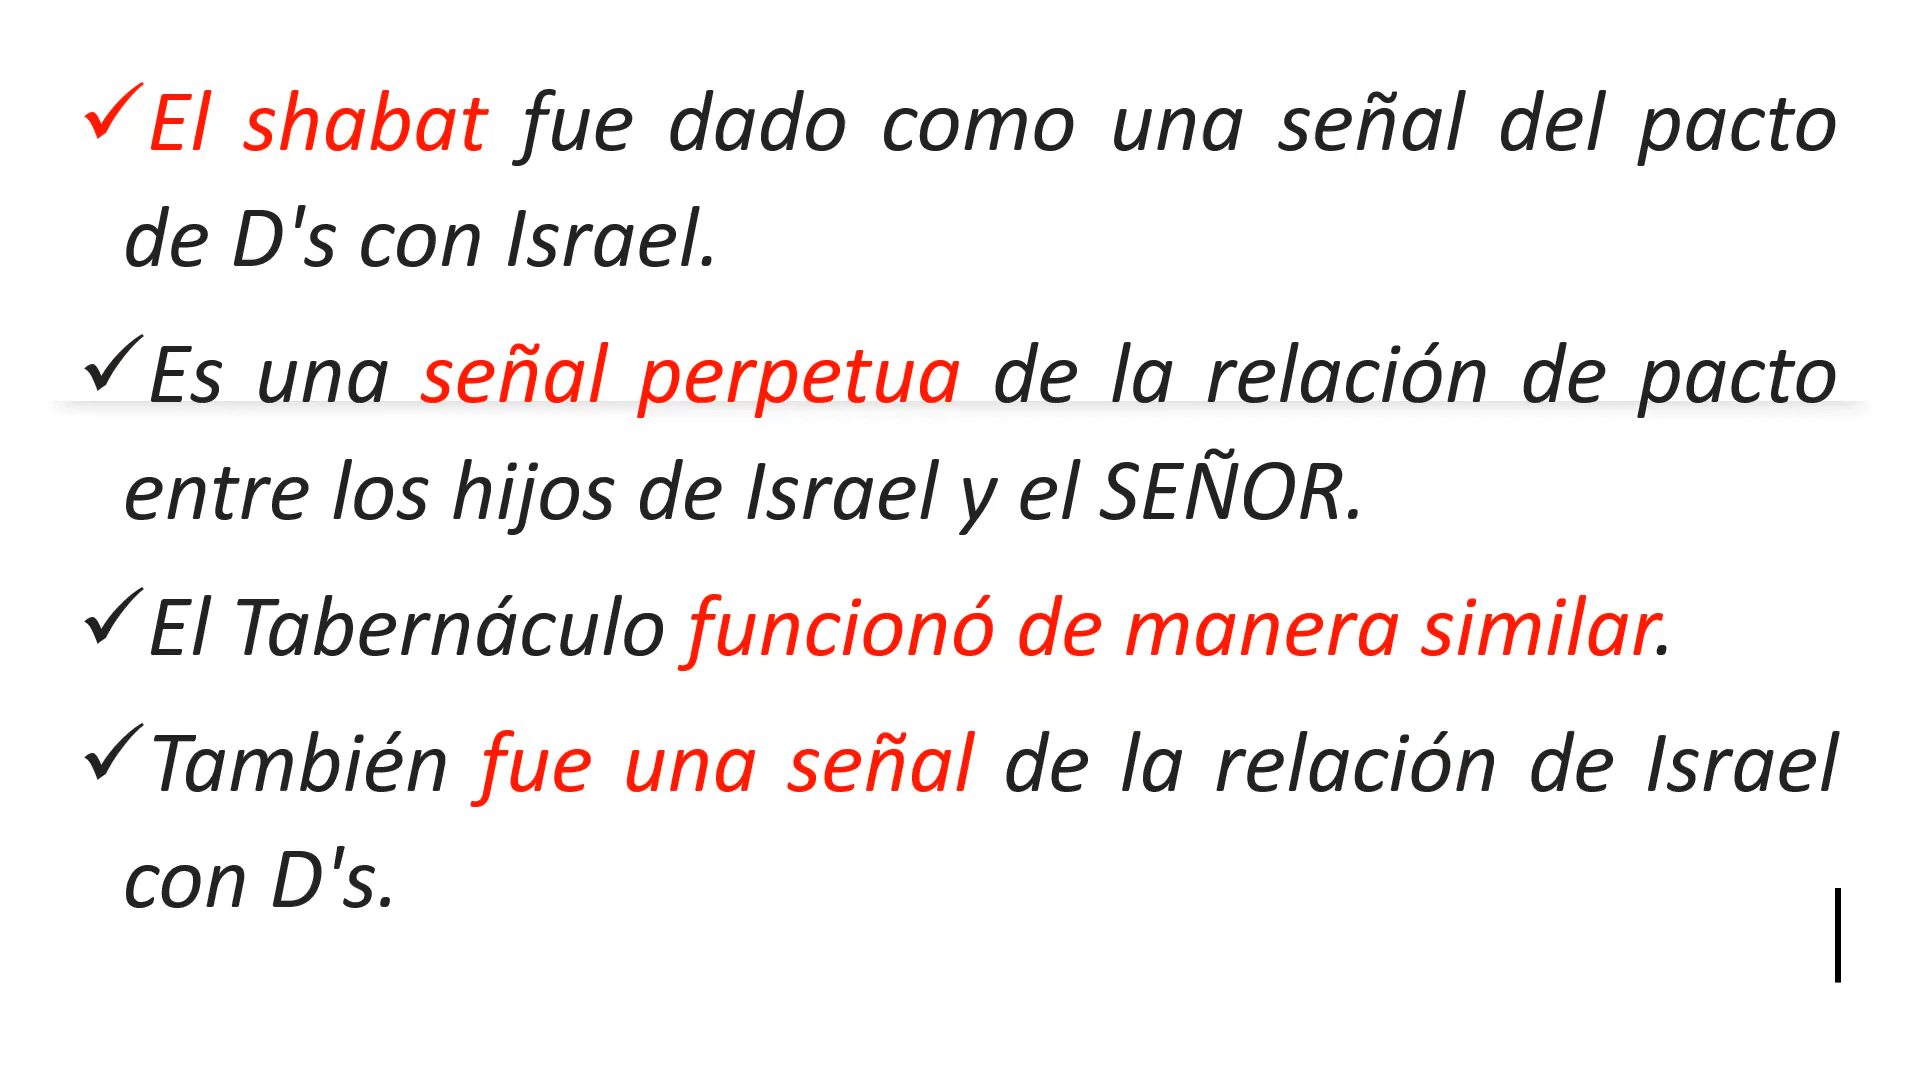 ✓El shabat fue dado como una señal del pacto
de D's con Israel.
✓Es una señal perpetua de la relación de pacto
entre los hijos de Israel y el SEÑOR.
✓El Tabernáculo funcionó de manera similar.
✓También fue una señal de la relación de Israel
con D's.